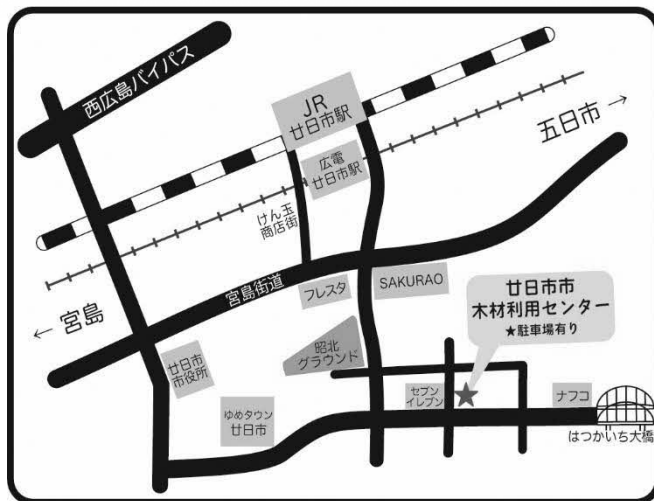 西広島バイパス
JR
廿日市駅
五日市 →
広電
廿日市駅
けん玉
商店街
宮島街道
フレスタ
SAKURAO
← 宮島
廿日市市
木材利用センター
★駐車場有り
昭北
グラウンド
廿日市
市役所
セブン
イレブン
ナフコ
ゆめタウン
廿日市
はつかいち大橋